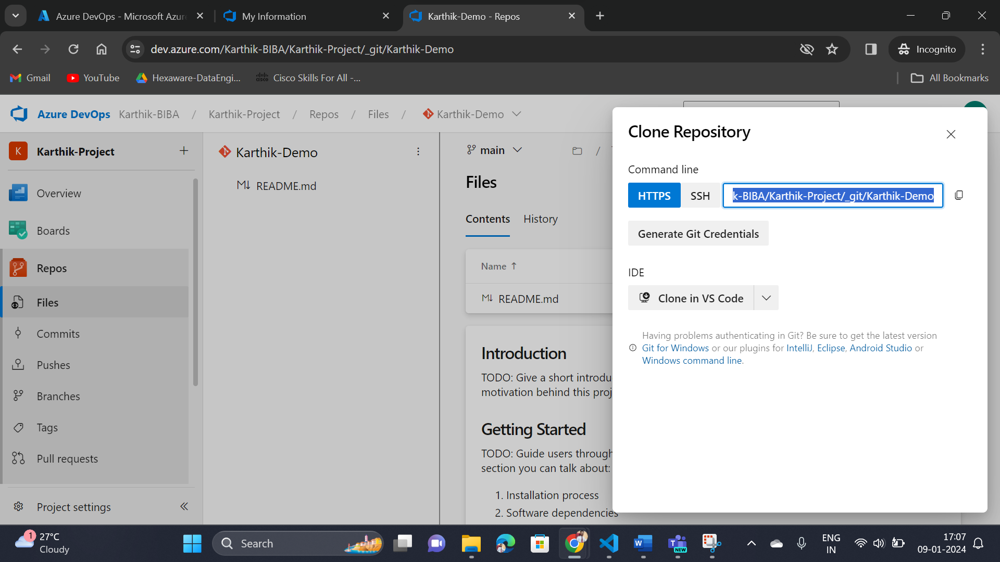 Azure DevOps - Microsoft Azure
My Information
Karthik-Demo - Repos
dev.azure.com/Karthik-BIBA/Karthik-Project/_git/Karthik-Demo
Incognito
Gmail
YouTube
Hexaware-DataEngi...
Cisco Skills For All -...
All Bookmarks
Azure DevOps Karthik-BIBA / Karthik-Project / Repos / Files / Karthik-Demo
K Karthik-Project
Overview
Boards
Repos
Files
Commits
Pushes
Branches
Tags
Pull requests
Project settings
Karthik-Demo
README.md
main
/
Files
Contents
History
Name ↑
README.md
Introduction
TODO: Give a short introdu
motivation behind this proj
Getting Started
TODO: Guide users through
section you can talk about:
1. Installation process
2. Software dependencies
Clone Repository
Command line
HTTPS
SSH
k-BIBA/Karthik-Project/_git/Karthik-Demo
Generate Git Credentials
IDE
Clone in VS Code
Having problems authenticating in Git? Be sure to get the latest version
Git for Windows or our plugins for IntelliJ, Eclipse, Android Studio or
Windows command line.
1
27°C
Cloudy
Search
NEW
ENG
IN
17:07
09-01-2024